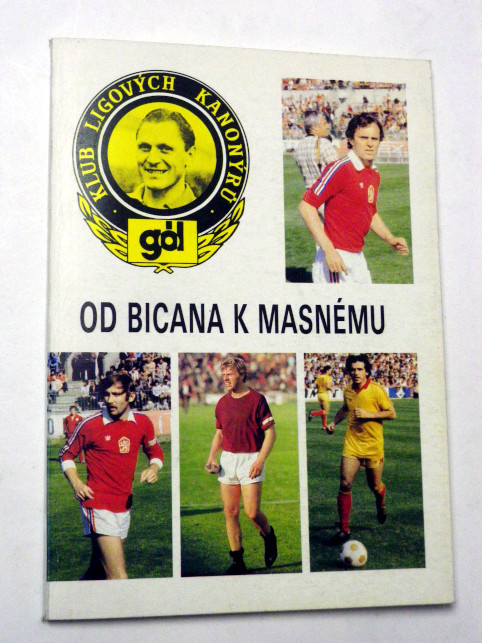 KLUB LIGOVÝCH KANONÝRŮ
gól
OD BICANA K MASNÉMU